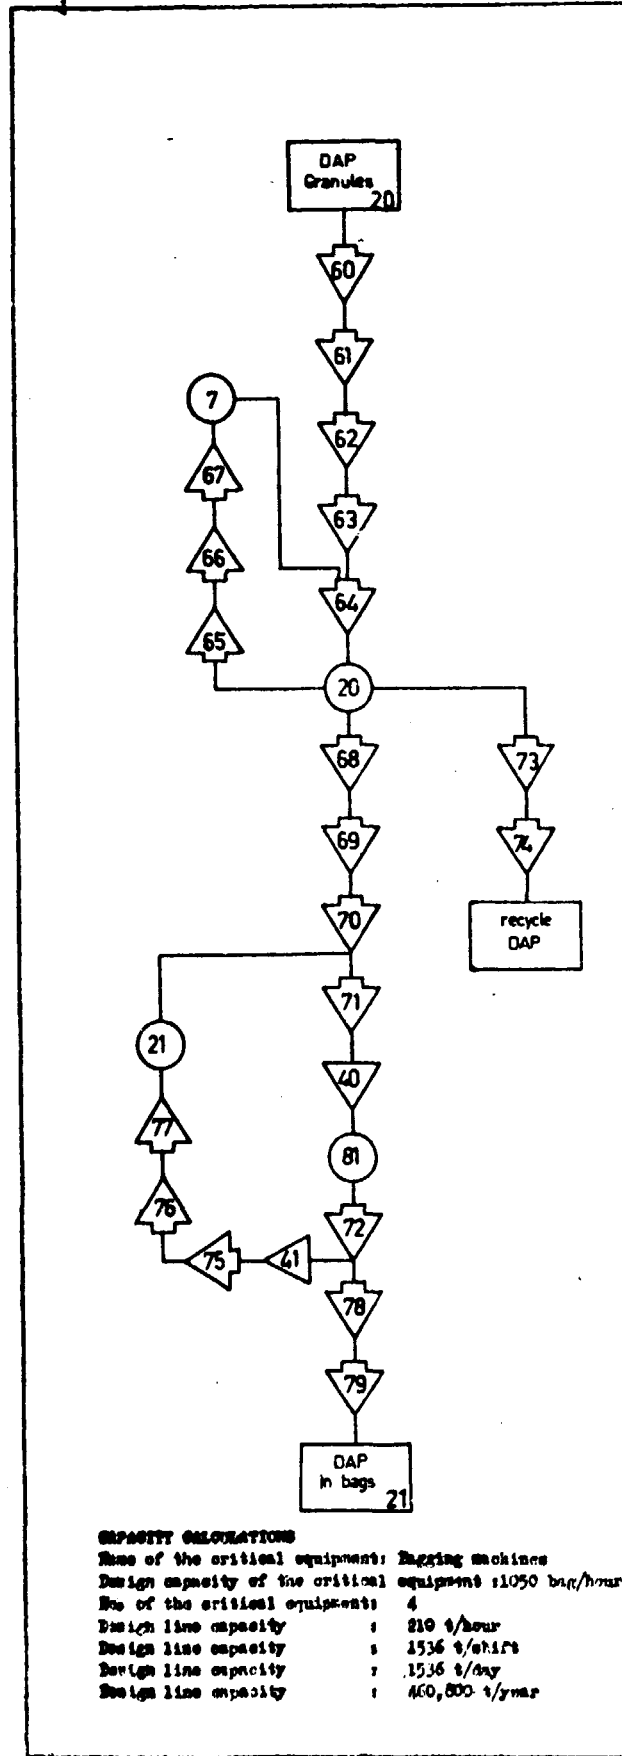 DAP
Granules
20
60
61
7
62
67
63
66
64
65
20
68
73
69
74
70
recycle
DAP
71
21
40
77
81
76
72
75
41
78
79
DAP
in bags
21
CAPACITY CALCULATIONS
Name of the critical equipment: Bagging machines
Design capacity of the critical equipment :1050 bag/hour
Nos of the critical equipment: 4
Design line capacity : 210 t/hour
Design line capacity : 1536 t/shift
Design line capacity : 1536 t/day
Design line capacity : 460,800 t/year